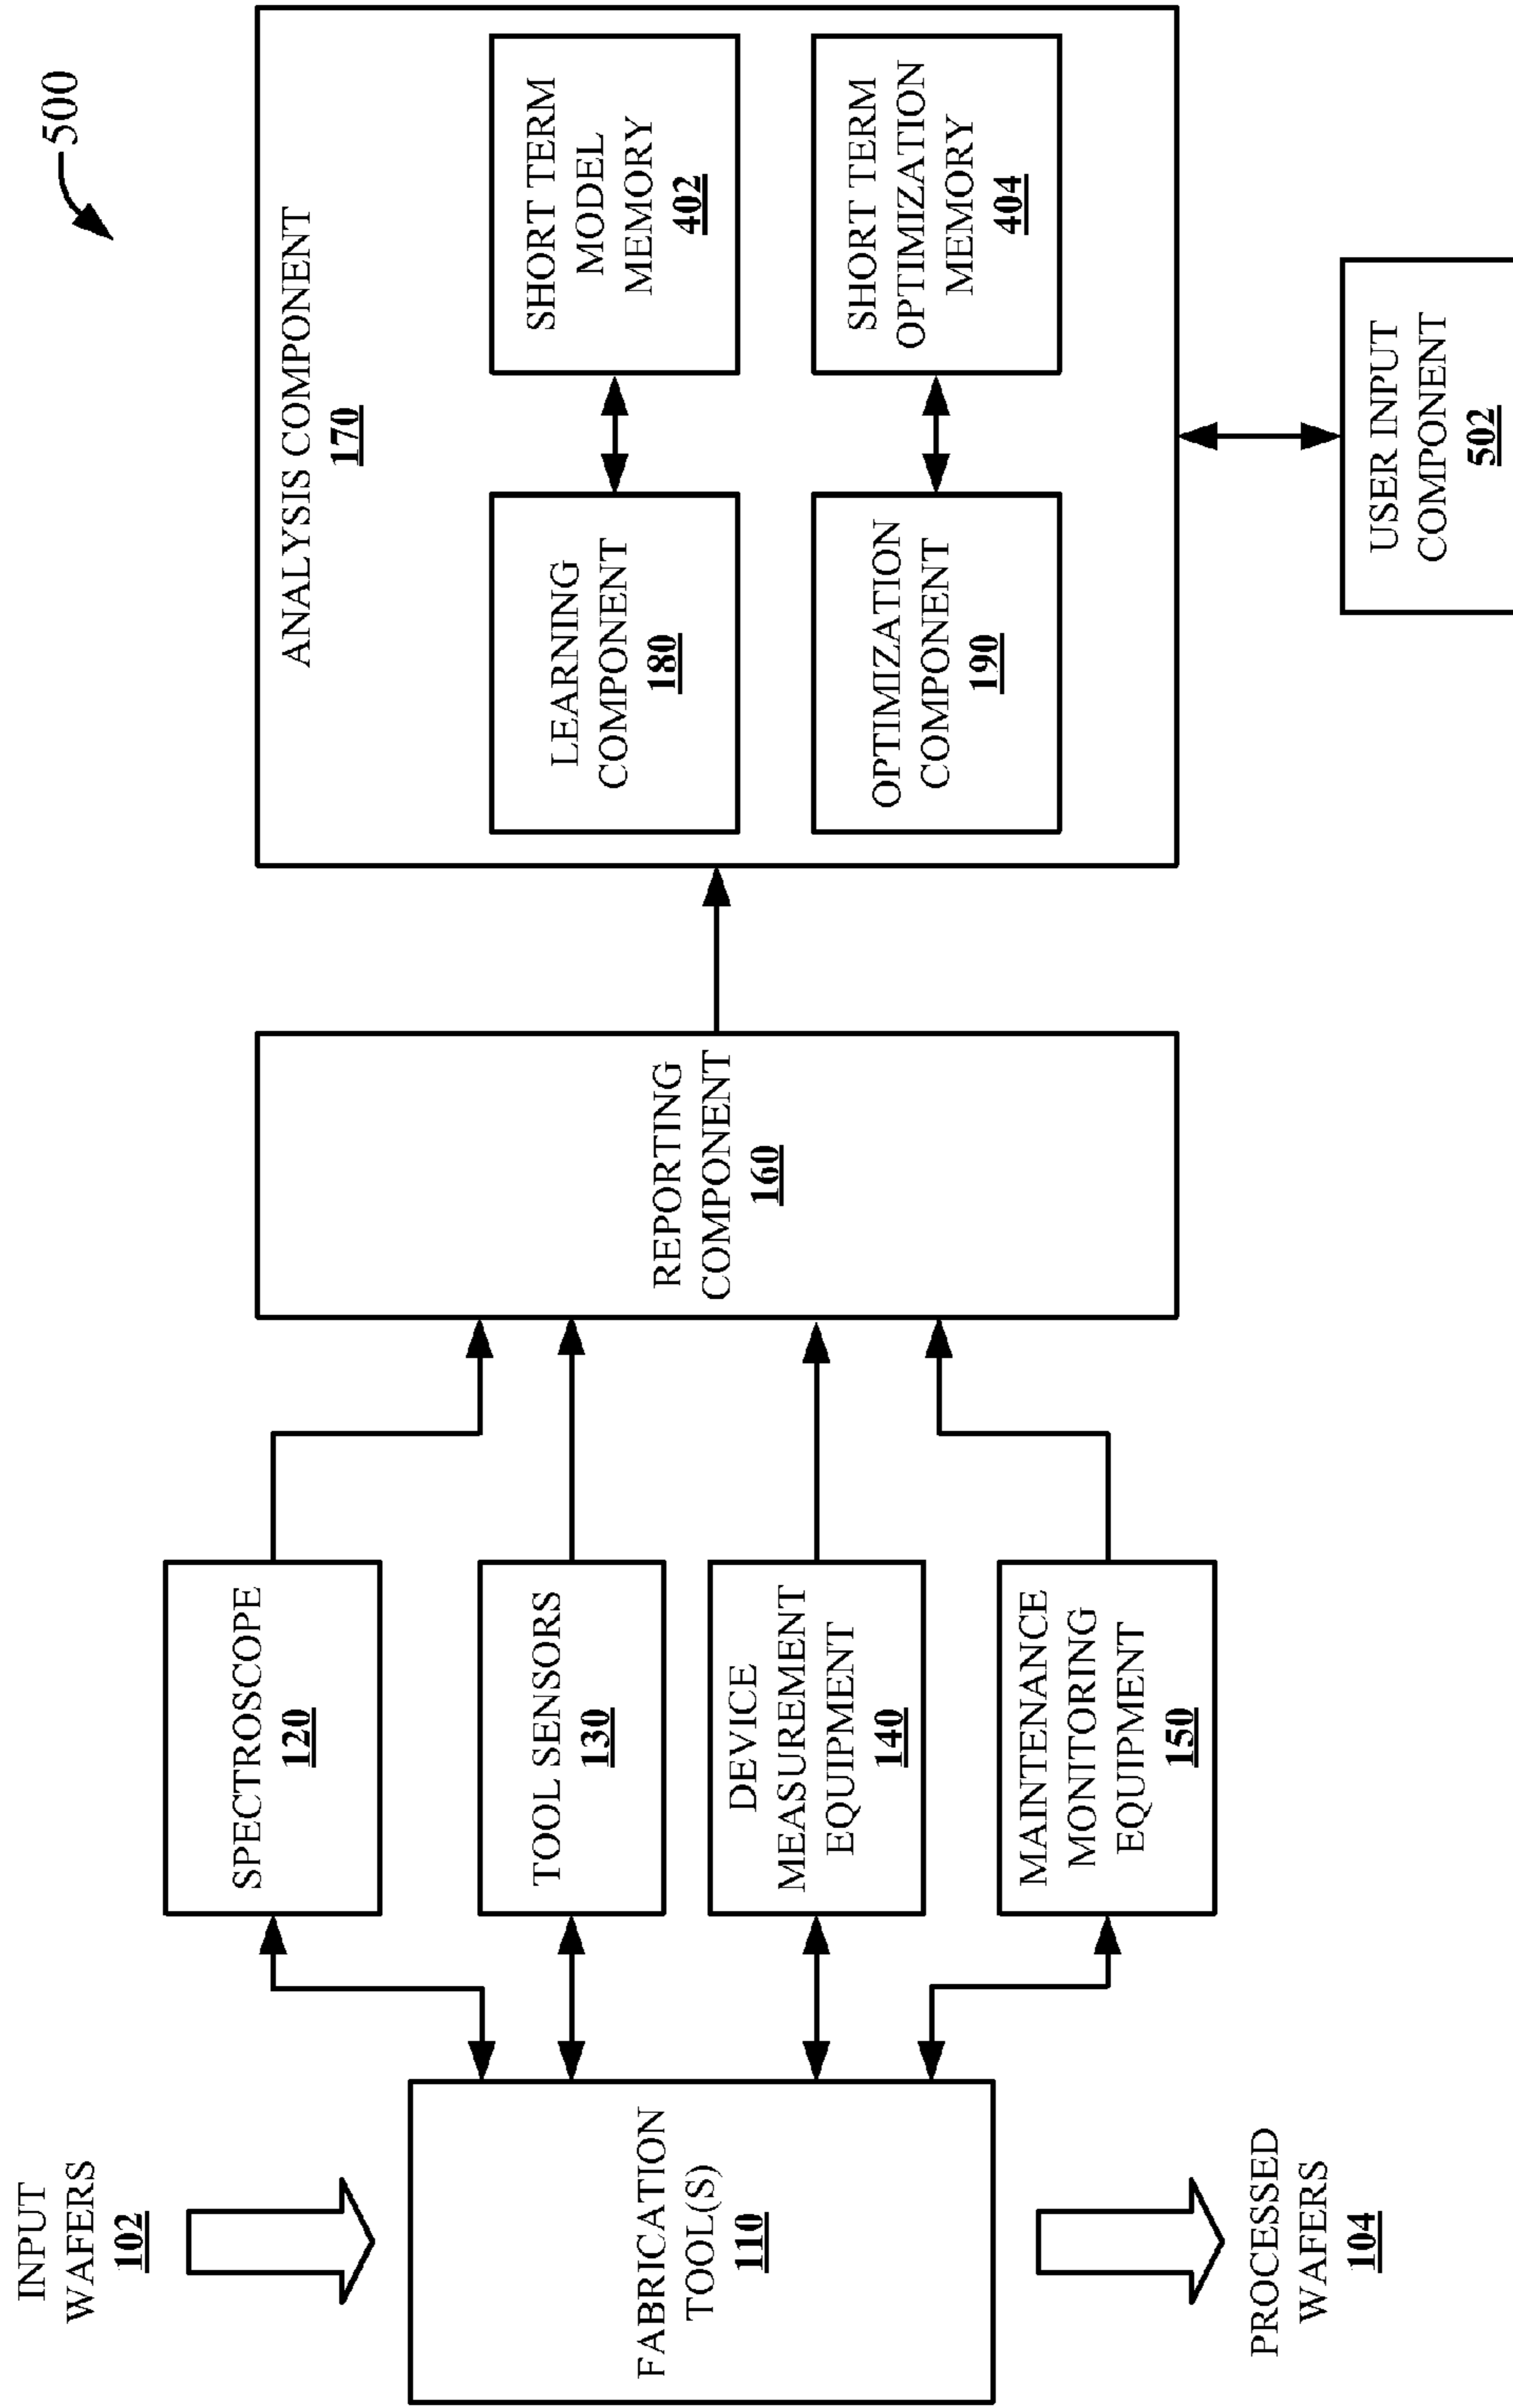 500
INPUT
WAFERS
102
FABRICATION
TOOL(S)
110
PROCESSED
WAFERS
104
SPECTROSCOPE
120
TOOL SENSORS
130
DEVICE
MEASUREMENT
EQUIPMENT
140
MAINTENANCE
MONITORING
EQUIPMENT
150
REPORTING
COMPONENT
160
ANALYSIS COMPONENT
170
LEARNING
COMPONENT
180
SHORT TERM
MODEL
MEMORY
402
OPTIMIZATION
COMPONENT
190
SHORT TERM
OPTIMIZATION
MEMORY
404
USER INPUT
COMPONENT
502